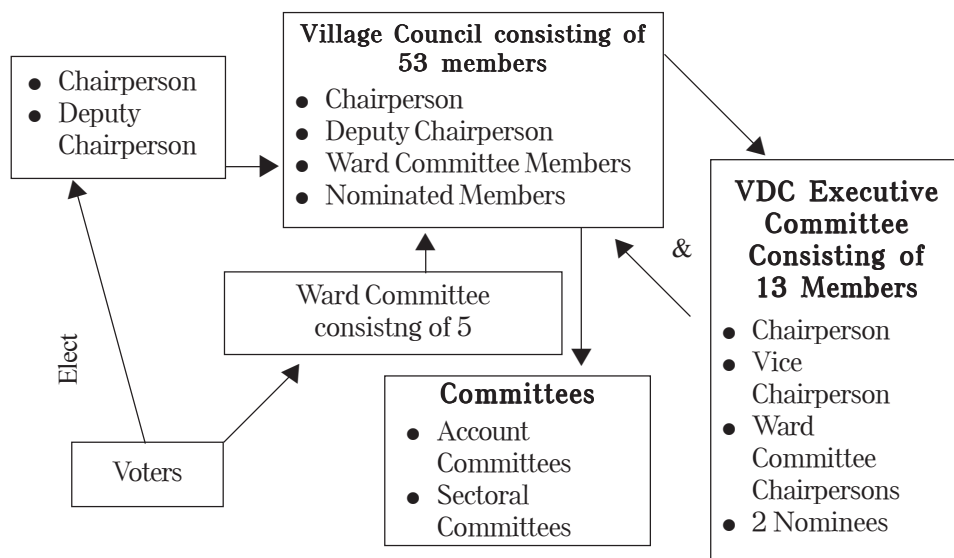 ● Chairperson
● Deputy
Chairperson
Village Council consisting of
53 members
● Chairperson
● Deputy Chairperson
● Ward Committee Members
● Nominated Members
VDC Executive
Committee
Consisting of
13 Members
● Chairperson
● Vice
Chairperson
● Ward
Committee
Chairpersons
● 2 Nominees
&
Ward Committee
consistng of 5
Elect
Voters
Committees
● Account
Committees
● Sectoral
Committees